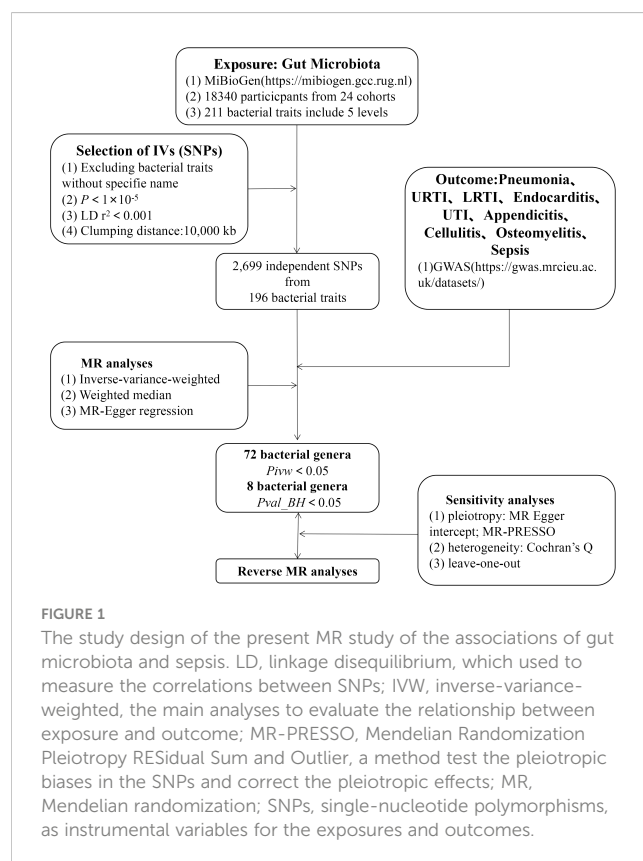 Exposure: Gut Microbiota
(1) MiBioGen(https://mibiogen.gcc.rug.nl)
(2) 18340 particpants from 24 cohorts
(3) 211 bacterial traits include 5 levels
Selection of IVs (SNPs)
(1) Excluding bacterial traits
without specific name
(2) P < 1×10-5
(3) LD r2 < 0.001
(4) Clumping distance:10,000 kb
Outcome:Pneumonia、
URTI、LRTI、Endocarditis、
UTI、Appendicitis、
Cellulitis、Osteomyelitis、
Sepsis
(1)GWAS(https://gwas.mrcieu.ac.
uk/datasets/)
2,699 independent SNPs
from
196 bacterial traits
MR analyses
(1) Inverse-variance-weighted
(2) Weighted median
(3) MR-Egger regression
72 bacterial genera
Pivw < 0.05
8 bacterial genera
Pval_BH < 0.05
Sensitivity analyses
(1) pleiotropy: MR Egger
intercept; MR-PRESSO
(2) heterogeneity: Cochran's Q
(3) leave-one-out
Reverse MR analyses
FIGURE 1
The study design of the present MR study of the associations of gut
microbiota and sepsis. LD, linkage disequilibrium, which used to
measure the correlations between SNPs; IVW, inverse-variance-
weighted, the main analyses to evaluate the relationship between
exposure and outcome; MR-PRESSO, Mendelian Randomization
Pleiotropy RESidual Sum and Outlier, a method test the pleiotropic
biases in the SNPs and correct the pleiotropic effects; MR,
Mendelian randomization; SNPs, single-nucleotide polymorphisms,
as instrumental variables for the exposures and outcomes.